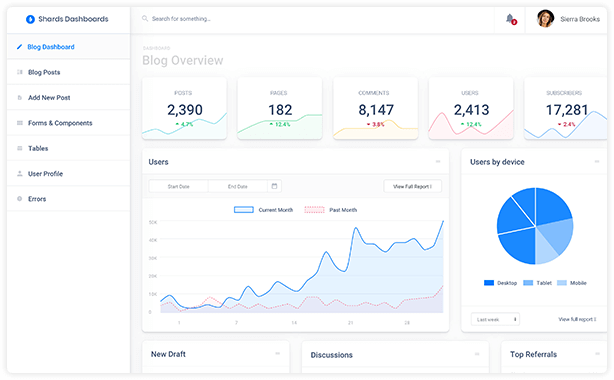 Shards Dashboards
Search for something...
2
Sierra Brooks
Blog Dashboard
Blog Posts
Add New Post
Forms & Components
Tables
User Profile
Errors
DASHBOARD
Blog Overview
POSTS
2,390
4.7%
PAGES
182
12.4%
COMMENTS
8,147
3.8%
USERS
2,413
12.4%
SUBSCRIBERS
17,281
2.4%
Users
Start Date
End Date
View Full Report
Current Month
Past Month
50K
40K
30K
20K
10K
0K
1
7
14
21
28
Users by device
Desktop
Tablet
Mobile
Last week
View full report
New Draft
Discussions
Top Referrals